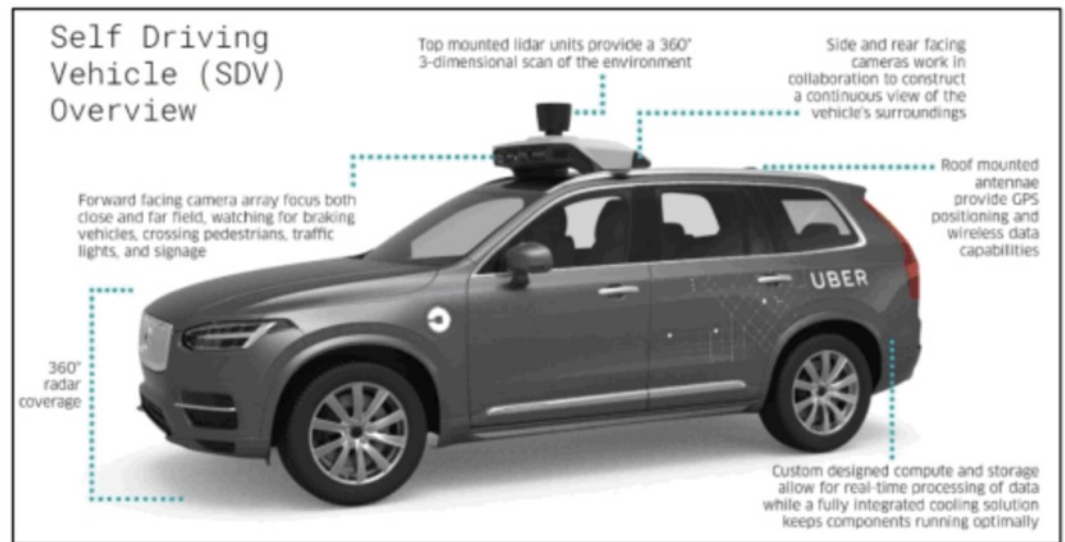 Self Driving
Vehicle (SDV)
Overview
Top mounted lidar units provide a 360°
3-dimensional scan of the environment
Side and rear facing
cameras work in
collaboration to construct
a continuous view of the
vehicle's surroundings
Roof mounted
antennae
provide GPS
positioning and
wireless data
capabilities
Forward facing camera array focus both
close and far field, watching for braking
vehicles, crossing pedestrians, traffic
lights, and signage
UBER
360°
radar
coverage
Custom designed compute and storage
allow for real-time processing of data
while a fully integrated cooling solution
keeps components running optimally